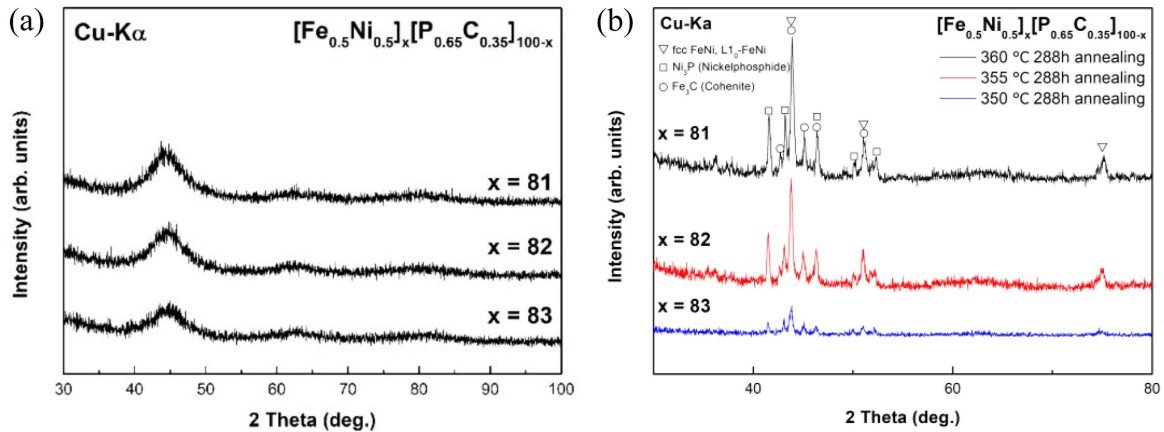 (a)
Cu-Kα
[Fe0.5Ni0.5]x[P0.65C0.35]100-x
Intensity (arb. units)
x = 81
x = 82
x = 83
30 40 50 60 70 80 90 100
2 Theta (deg.)
(b)
Cu-Ka
[Fe0.5Ni0.5]x[P0.65C0.35]100-x
▽ fcc FeNi, L10-FeNi
□ Ni3P (Nickelphosphide)
○ Fe3C (Cohenite)
360 °C 288h annealing
355 °C 288h annealing
350 °C 288h annealing
Intensity (arb. units)
x = 81
x = 82
x = 83
40 60 80
2 Theta (deg.)